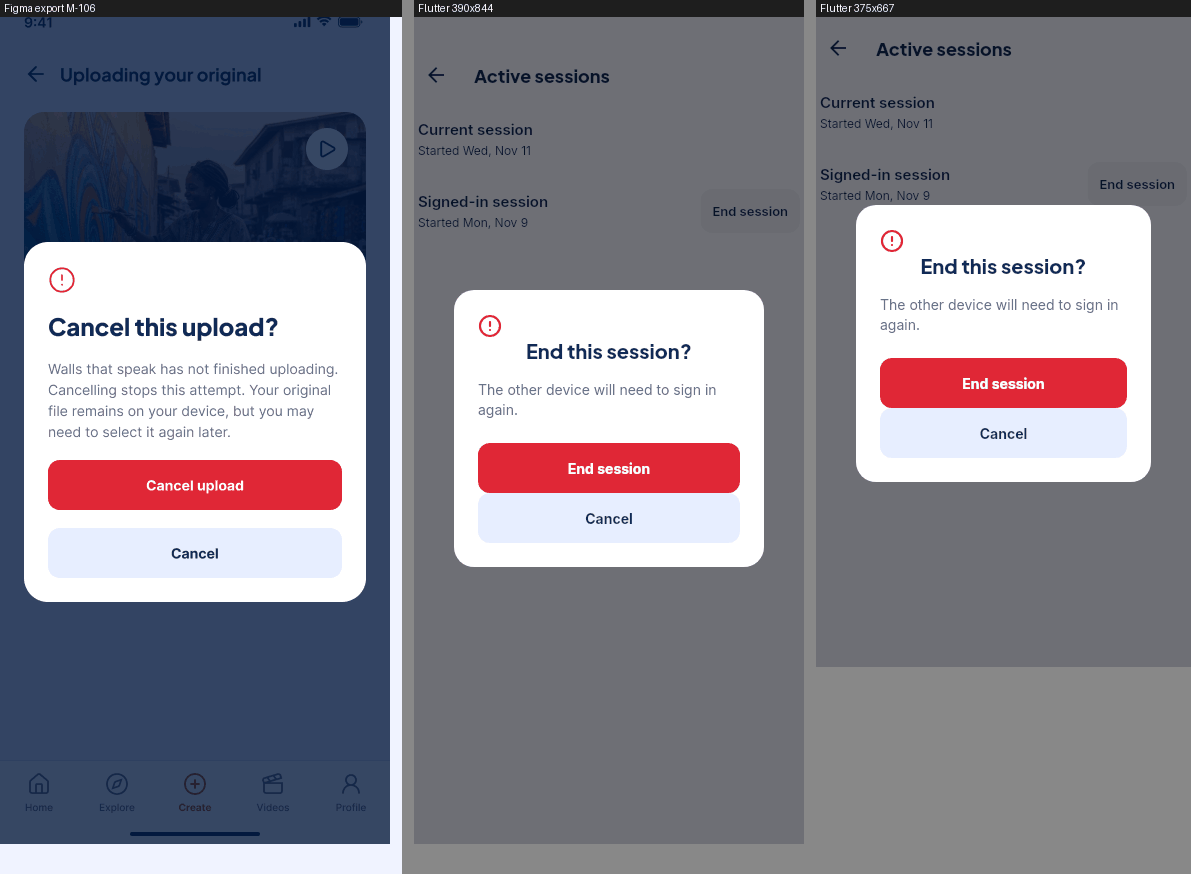 Figma export M-106
9:41
Uploading your original
Cancel this upload?
Walls that speak has not finished uploading.
Cancelling stops this attempt. Your original
file remains on your device, but you may
need to select it again later.
Cancel upload
Cancel
Home
Explore
Create
Videos
Profile
Flutter 390x844
Active sessions
Current session
Started Wed, Nov 11
Signed-in session
Started Mon, Nov 9
End session
End this session?
The other device will need to sign in
again.
End session
Cancel
Flutter 375x667
Active sessions
Current session
Started Wed, Nov 11
Signed-in session
Started Mon, Nov 9
End session
End this session?
The other device will need to sign in
again.
End session
Cancel